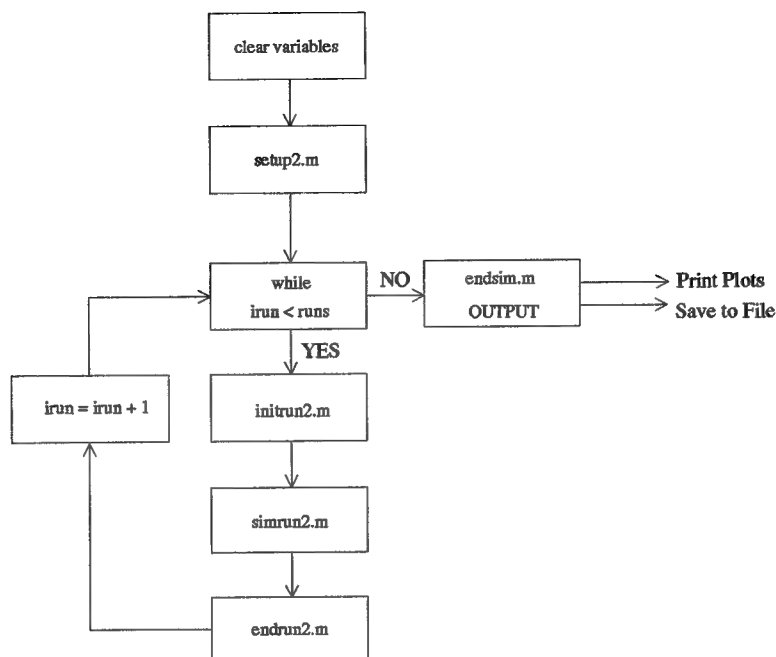 clear variables
setup2.m
while
irun < runs
NO
endsim.m
OUTPUT
Print Plots
Save to File
YES
irun = irun + 1
initrun2.m
simrun2.m
endrun2.m